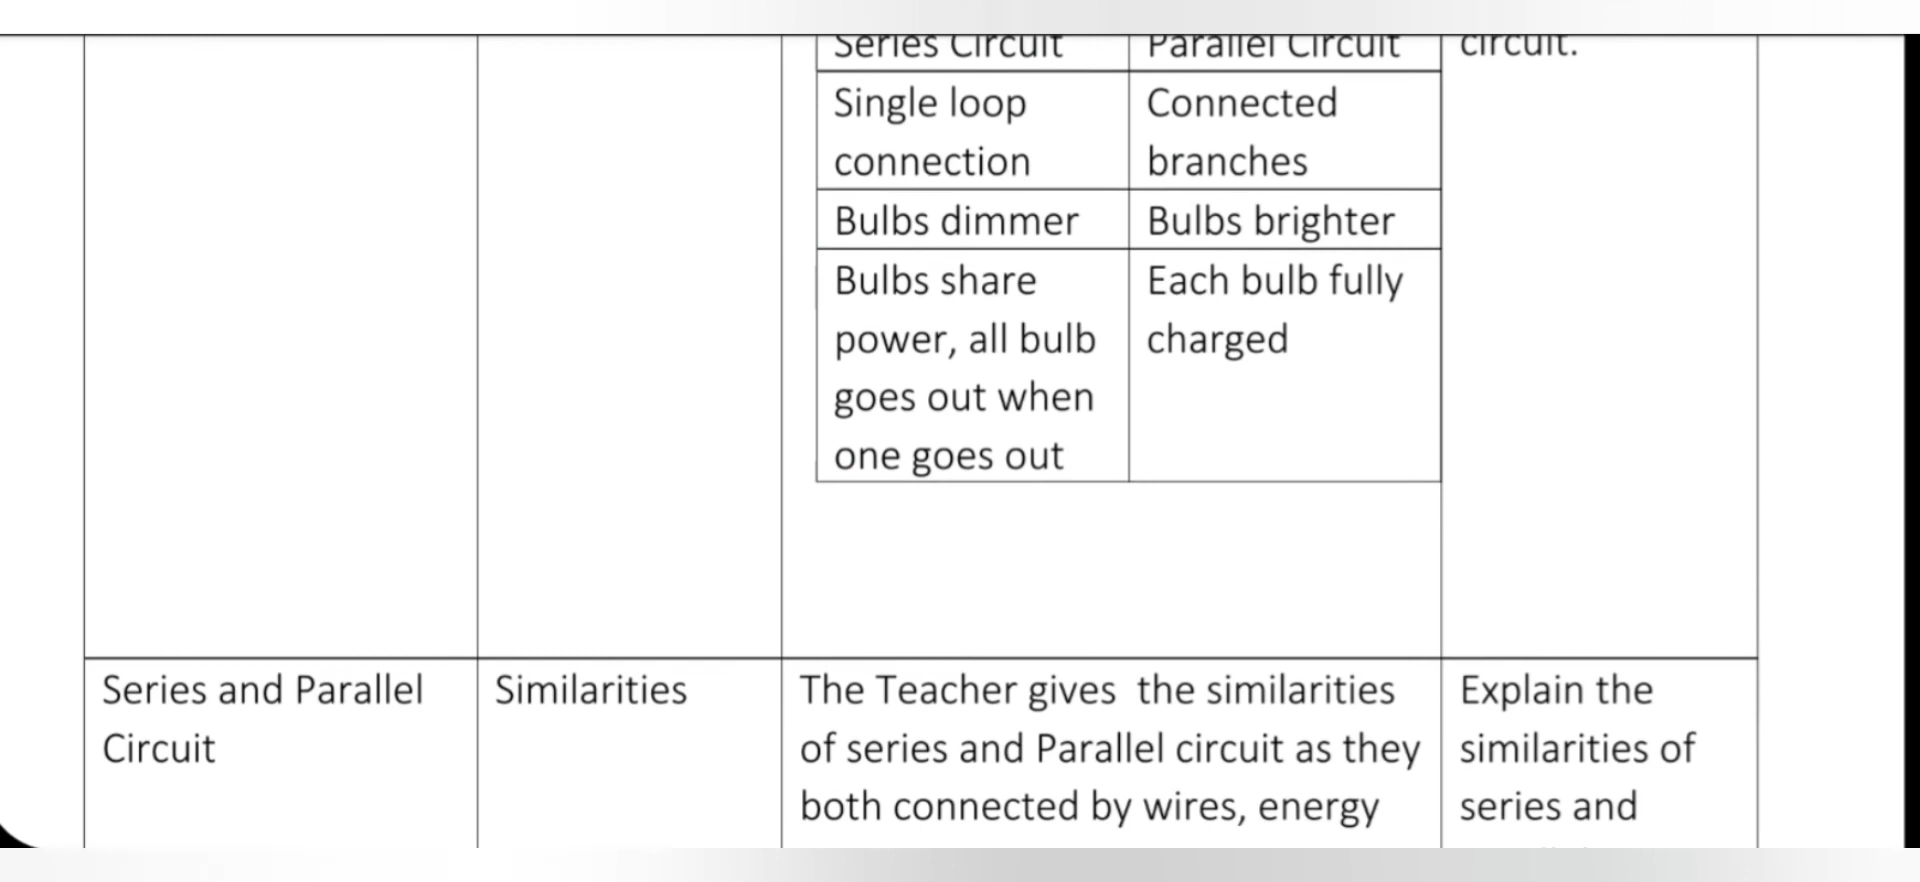 Series Circuit Parallel Circuit circuit.
Single loop Connected
connection branches
Bulbs dimmer Bulbs brighter
Bulbs share Each bulb fully
power, all bulb charged
goes out when
one goes out
Series and Parallel Similarities The Teacher gives the similarities Explain the
Circuit of series and Parallel circuit as they similarities of
both connected by wires, energy series and